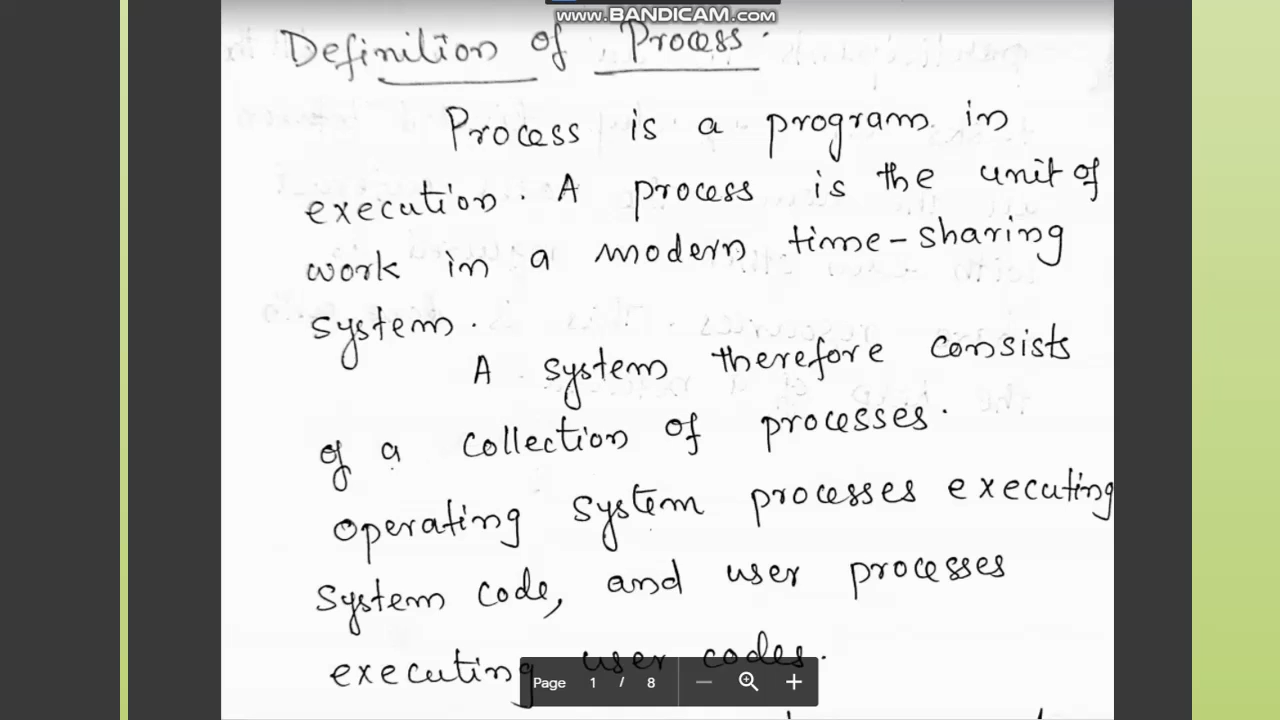 www.BANDICAM.com
Definition of Process.
Process is a program in
execution. A process is the unit of
work in a modern time-sharing
system.
A system therefore consists
of a collection of processes.
operating system processes executing
system code, and user processes
executing user codes.
Page 1 / 8